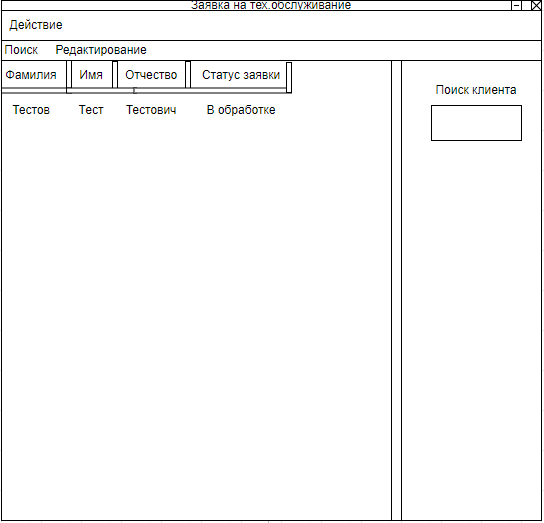 Заявка на тех.обслуживание
Действие
Поиск Редактирование
Фамилия Имя Отчество Статус заявки
Тестов Тест Тестович В обработке
Поиск клиента